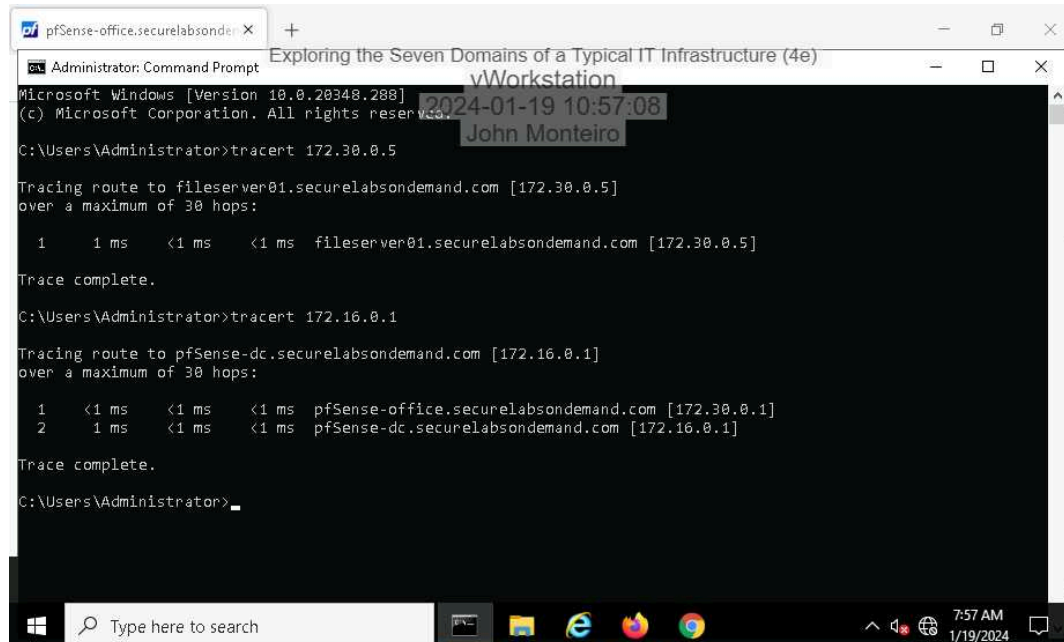 pfSense-office.securelabsonde
Exploring the Seven Domains of a Typical IT Infrastructure (4e)
vWorkstation
2024-01-19 10:57:08
John Monteiro
Administrator: Command Prompt
Microsoft Windows [Version 10.0.20348.288]
(c) Microsoft Corporation. All rights
C:\Users\Administrator>tracert 172.30.0.5
Tracing route to fileserver01.securelabsondemand.com [172.30.0.5]
over a maximum of 30 hops:
1 1 ms <1 ms <1 ms fileserver01.securelabsondemand.com [172.30.0.5]
Trace complete.
C:\Users\Administrator>tracert 172.16.0.1
Tracing route to pfSense-dc.securelabsondemand.com [172.16.0.1]
over a maximum of 30 hops:
1 <1 ms <1 ms <1 ms pfSense-office.securelabsondemand.com [172.30.0.1]
2 1 ms <1 ms <1 ms pfSense-dc.securelabsondemand.com [172.16.0.1]
Trace complete.
C:\Users\Administrator>
Type here to search
7:57 AM
1/19/2024